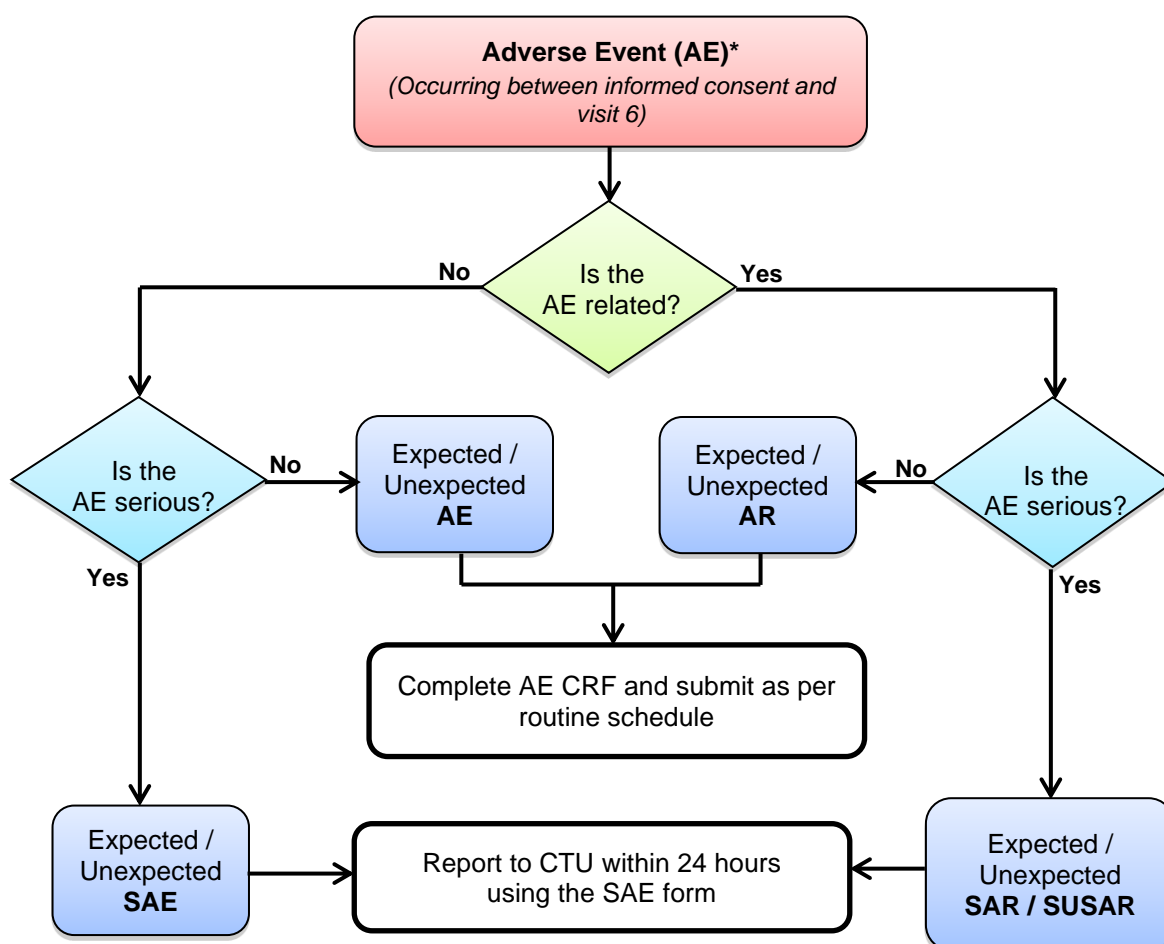 Adverse Event (AE)*
(Occurring between informed consent and
visit 6)
No
Yes
Is the
AE related?
Is the
AE serious?
No
Expected /
Unexpected
AE
Expected /
Unexpected
AR
No
Is the
AE serious?
Yes
Yes
Complete AE CRF and submit as per
routine schedule
Expected /
Unexpected
SAE
Report to CTU within 24 hours
using the SAE form
Expected /
Unexpected
SAR / SUSAR